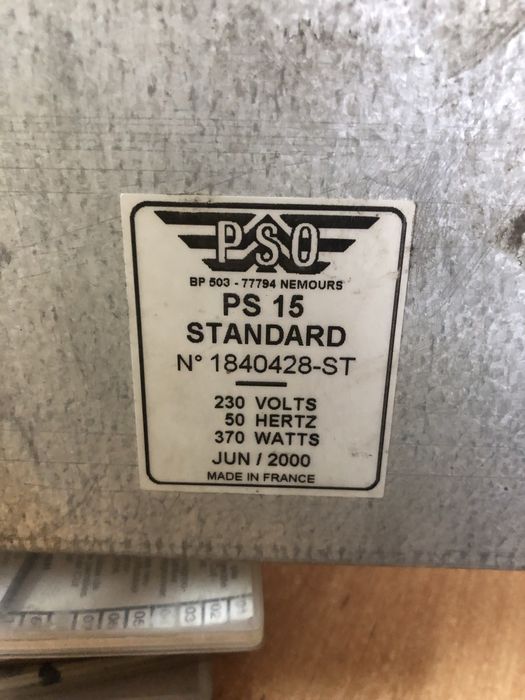 PSO
BP 503 - 77794 NEMOURS
PS 15
STANDARD
N° 1840428-ST
230 VOLTS
50 HERTZ
370 WATTS
JUN / 2000
MADE IN FRANCE